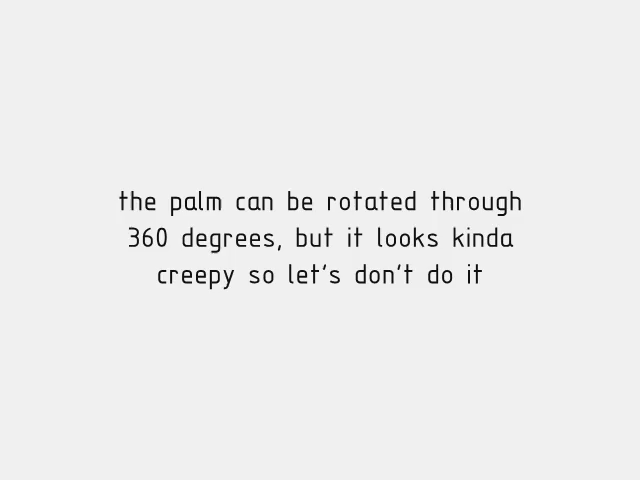 the palm can be rotated through
360 degrees, but it looks kinda
creepy so let's don't do it